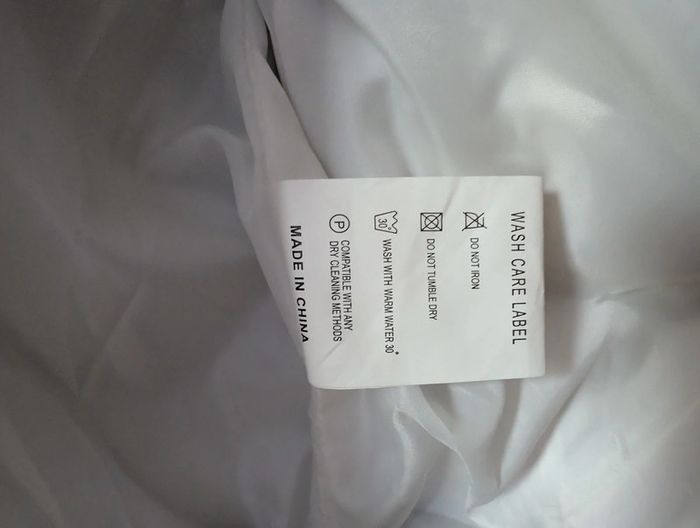 WASH CARE LABEL
DO NOT IRON
DO NOT TUMBLE DRY
30° WASH WITH WARM WATER 30°
P COMPATIBLE WITH ANY
DRY CLEANING METHODS
MADE IN CHINA